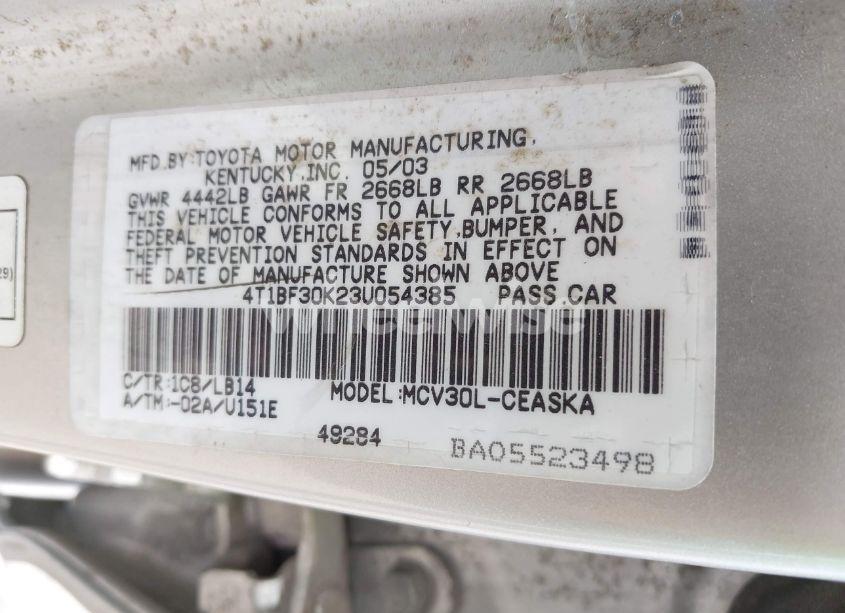 MFD.BY:TOYOTA MOTOR MANUFACTURING,
KENTUCKY,INC. 05/03
GVWR 4442LB GAWR FR 2668LB RR 2668LB
THIS VEHICLE CONFORMS TO ALL APPLICABLE
FEDERAL MOTOR VEHICLE SAFETY,BUMPER, AND
THEFT PREVENTION STANDARDS IN EFFECT ON
THE DATE OF MANUFACTURE SHOWN ABOVE
4T1BF30K23U054385 PASS.CAR
C/TR:1C8/LB14 MODEL:MCV30L-CEASKA
A/TM:-02A/U151E
49284 BA05523498
29)